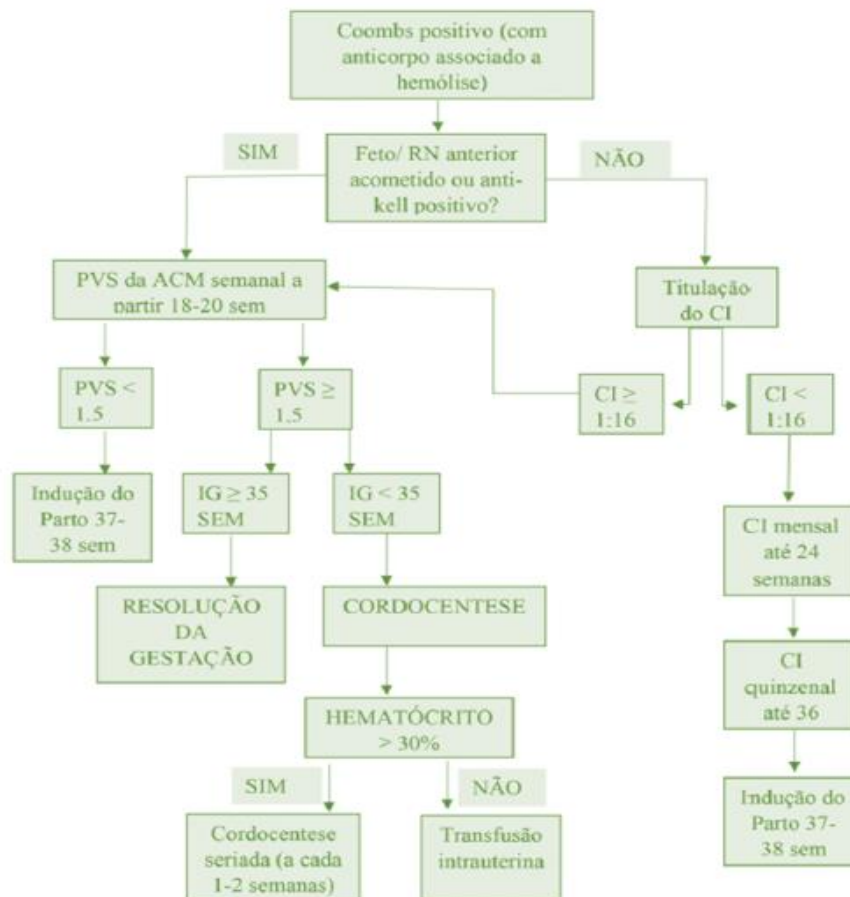 Coombs positivo (com
anticorpo associado a
hemólise)
SIM
Feto/ RN anterior
acometido ou anti-
kell positivo?
NÃO
PVS da ACM semanal a
partir 18-20 sem
Titulação
do CI
PVS <
1.5
PVS ≥
1.5
CI ≥
1:16
CI <
1:16
Indução do
Parto 37-
38 sem
IG ≥ 35
SEM
IG < 35
SEM
CI mensal
até 24
semanas
RESOLUÇÃO
DA
GESTAÇÃO
CORDOCENTESE
CI
quinzenal
até 36
HEMATÓCRITO
> 30%
SIM
NÃO
Cordocentese
seriada (a cada
1-2 semanas)
Transfusão
intrauterina
Indução do
Parto 37-
38 sem